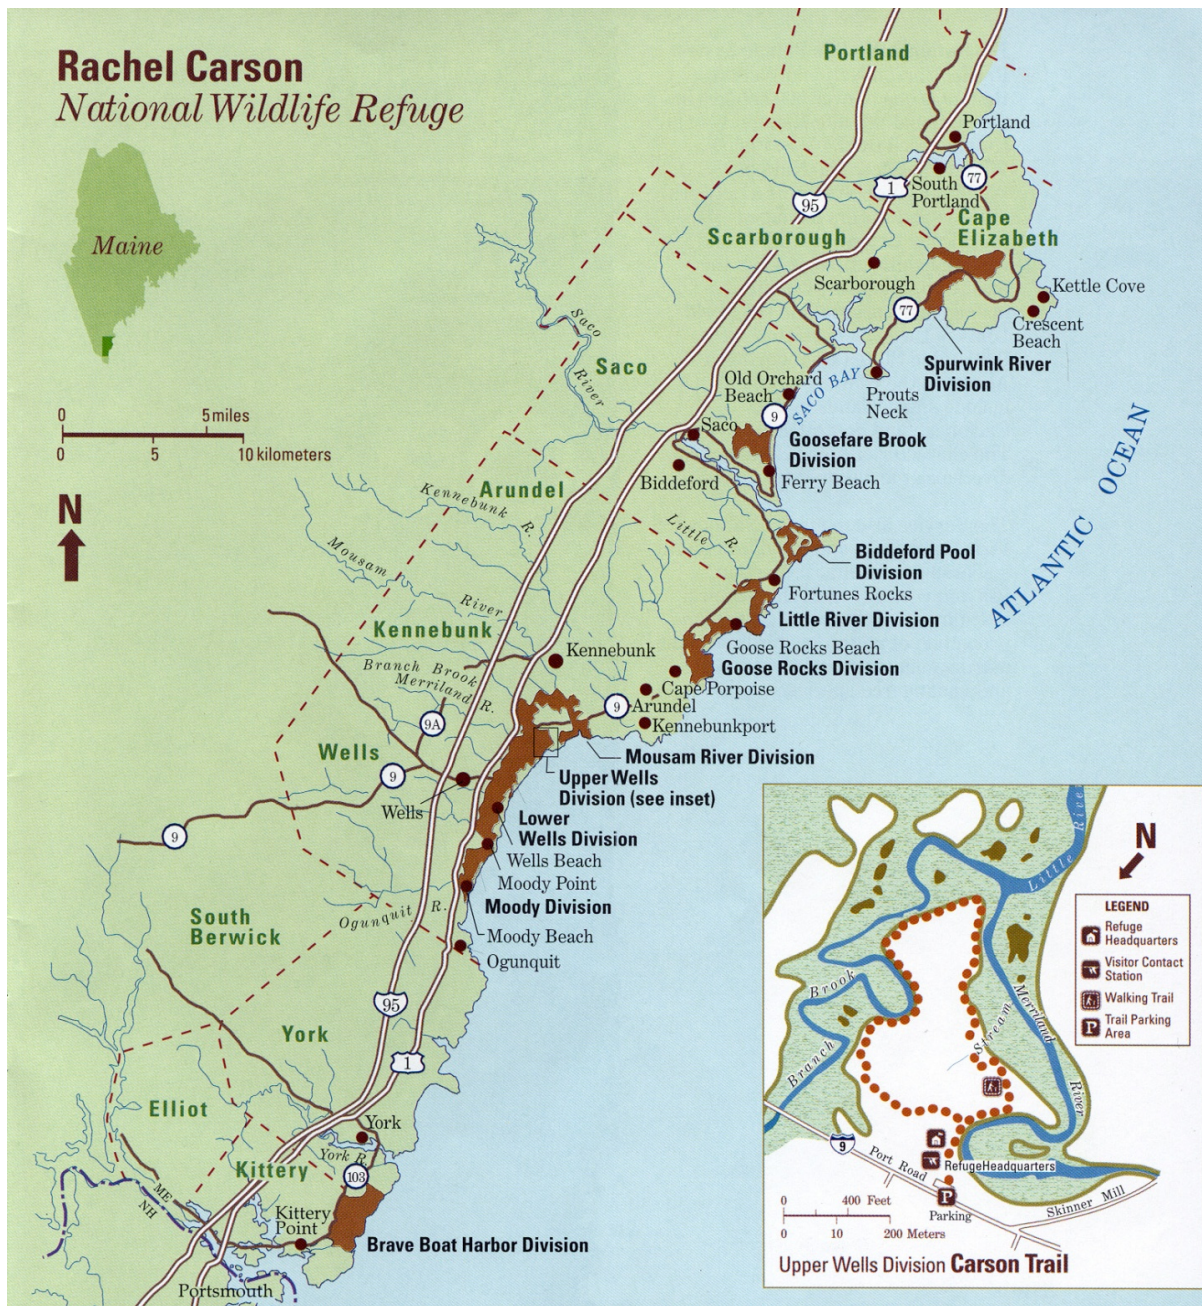 Rachel Carson
National Wildlife Refuge
Maine
0 5 miles
0 5 10 kilometers
N
Portland
Portland
South
Portland
77
1
95
Cape
Elizabeth
Scarborough
Scarborough
Kettle Cove
Crescent
Beach
77
Spurwink River
Division
Prouts
Neck
SACO BAY
Saco
River
Saco
Old Orchard
Beach
9
Saco
Goosefare Brook
Division
Biddeford
Ferry Beach
ATLANTIC OCEAN
Arundel
Kennebunk R.
Little R.
Biddeford Pool
Division
Fortunes Rocks
Mousam
River
Little River Division
Kennebunk
Kennebunk
Goose Rocks Beach
Goose Rocks Division
Branch Brook
Merriland R.
Cape Porpoise
9
Arundel
Kennebunkport
9A
Wells
Mousam River Division
9
Upper Wells
Division (see inset)
Wells
Lower
Wells Division
9
Wells Beach
Moody Point
Moody Division
South
Berwick
Ogunquit R.
Moody Beach
Ogunquit
95
York
1
Elliot
York
York R.
Kittery
103
ME
NH
Kittery
Point
Brave Boat Harbor Division
Portsmouth
Little River
N
LEGEND
Refuge
Headquarters
Visitor Contact
Station
Walking Trail
P
Trail Parking
Area
Brook
Branch
Stream
Merriland
River
9
Port Road
RefugeHeadquarters
P
Parking
Skinner Mill
0 400 Feet
0 10 200 Meters
Upper Wells Division Carson Trail